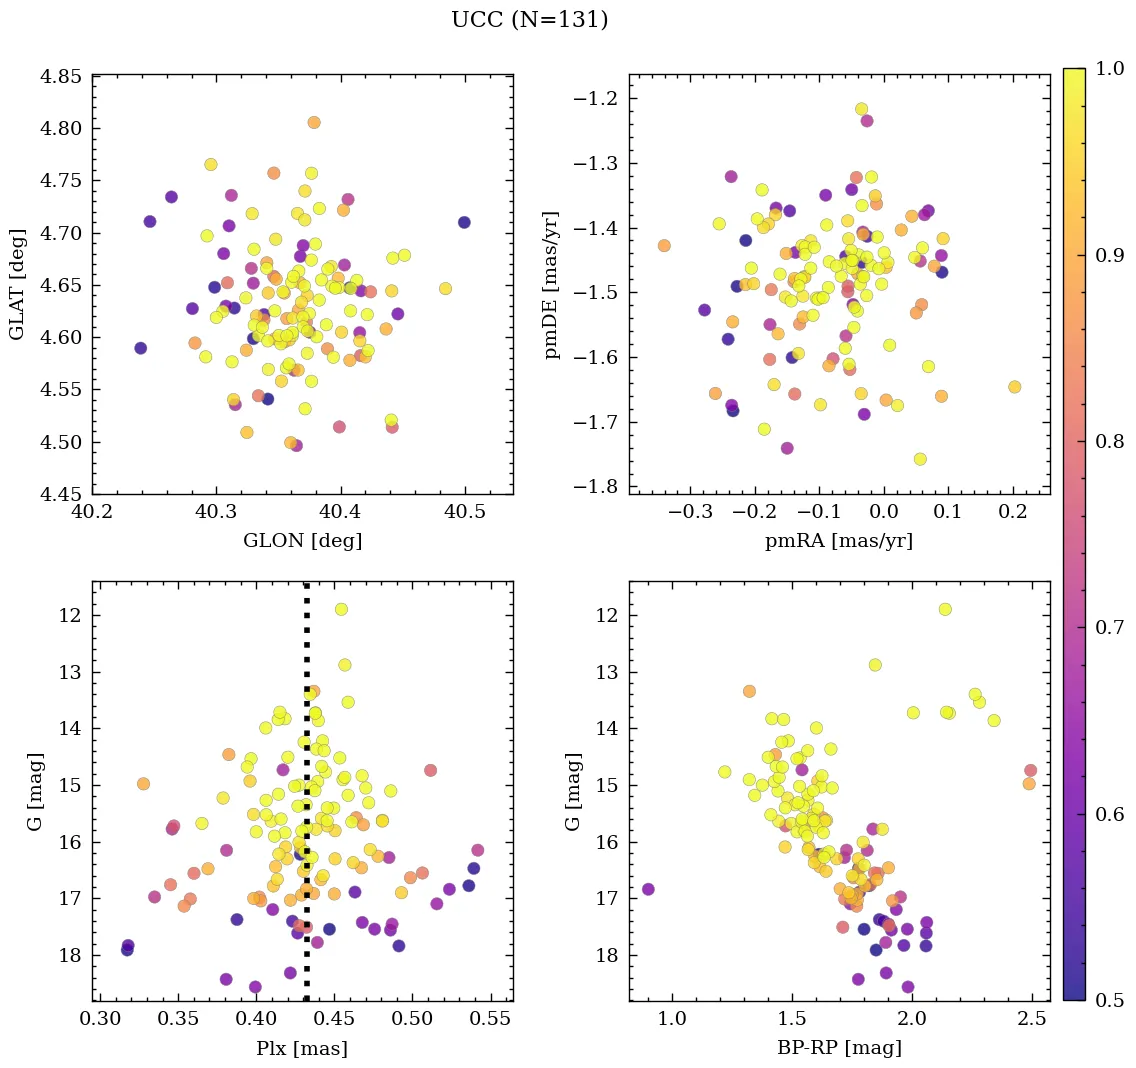 UCC (N=131)
4.85
4.80
4.75
4.70
4.65
4.60
4.55
4.50
4.45
GLAT [deg]
40.2 40.3 40.4 40.5
GLON [deg]
−1.2
−1.3
−1.4
−1.5
−1.6
−1.7
−1.8
pmDE [mas/yr]
−0.3 −0.2 −0.1 0.0 0.1 0.2
pmRA [mas/yr]
12
13
14
15
16
17
18
G [mag]
0.30 0.35 0.40 0.45 0.50 0.55
Plx [mas]
12
13
14
15
16
17
18
G [mag]
1.0 1.5 2.0 2.5
BP-RP [mag]
1.0
0.9
0.8
0.7
0.6
0.5